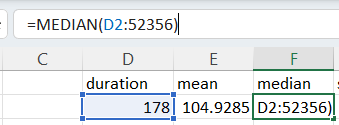 =MEDIAN(D2:52356)
C D E F
duration mean median
178 104.9285 D2:52356)